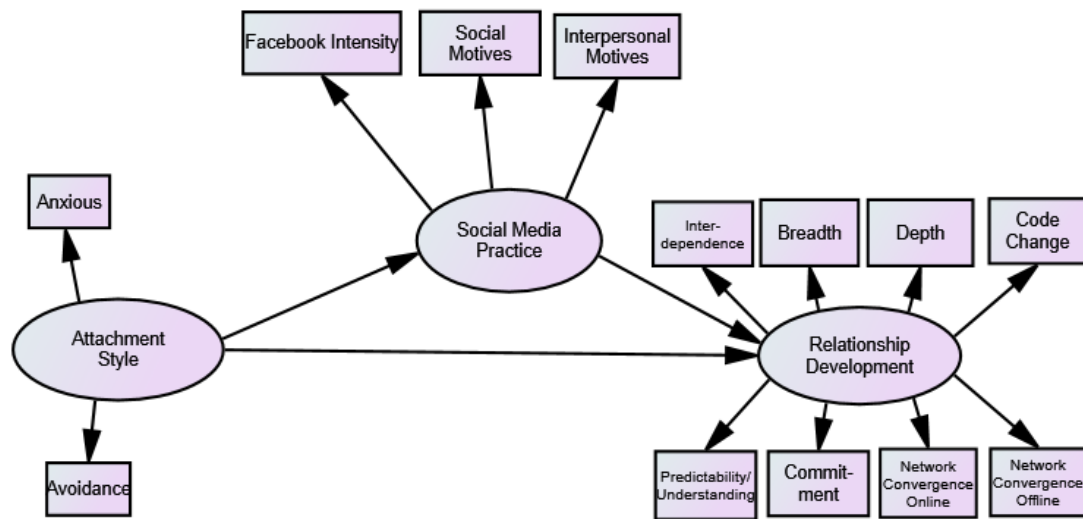 Facebook Intensity
Social
Motives
Interpersonal
Motives
Anxious
Social Media
Practice
Inter-
dependence
Breadth
Depth
Code
Change
Attachment
Style
Relationship
Development
Avoidance
Predictability/
Understanding
Commit-
ment
Network
Convergence
Online
Network
Convergence
Offline